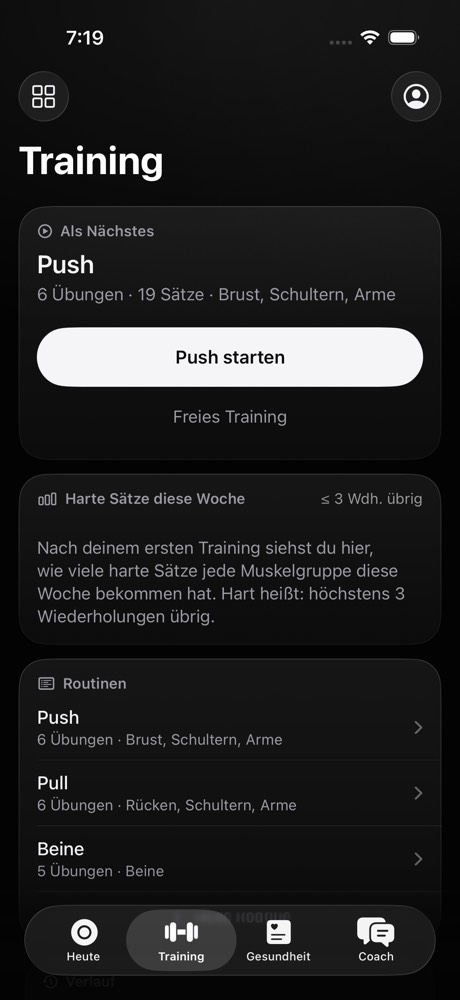 7:19
Training
Als Nächstes
Push
6 Übungen · 19 Sätze · Brust, Schultern, Arme
Push starten
Freies Training
Harte Sätze diese Woche
≤ 3 Wdh. übrig
Nach deinem ersten Training siehst du hier,
wie viele harte Sätze jede Muskelgruppe diese
Woche bekommen hat. Hart heißt: höchstens 3
Wiederholungen übrig.
Routinen
Push
6 Übungen · Brust, Schultern, Arme
Pull
6 Übungen · Rücken, Schultern, Arme
Beine
5 Übungen · Beine
Heute
Training
Gesundheit
Coach
Verlauf